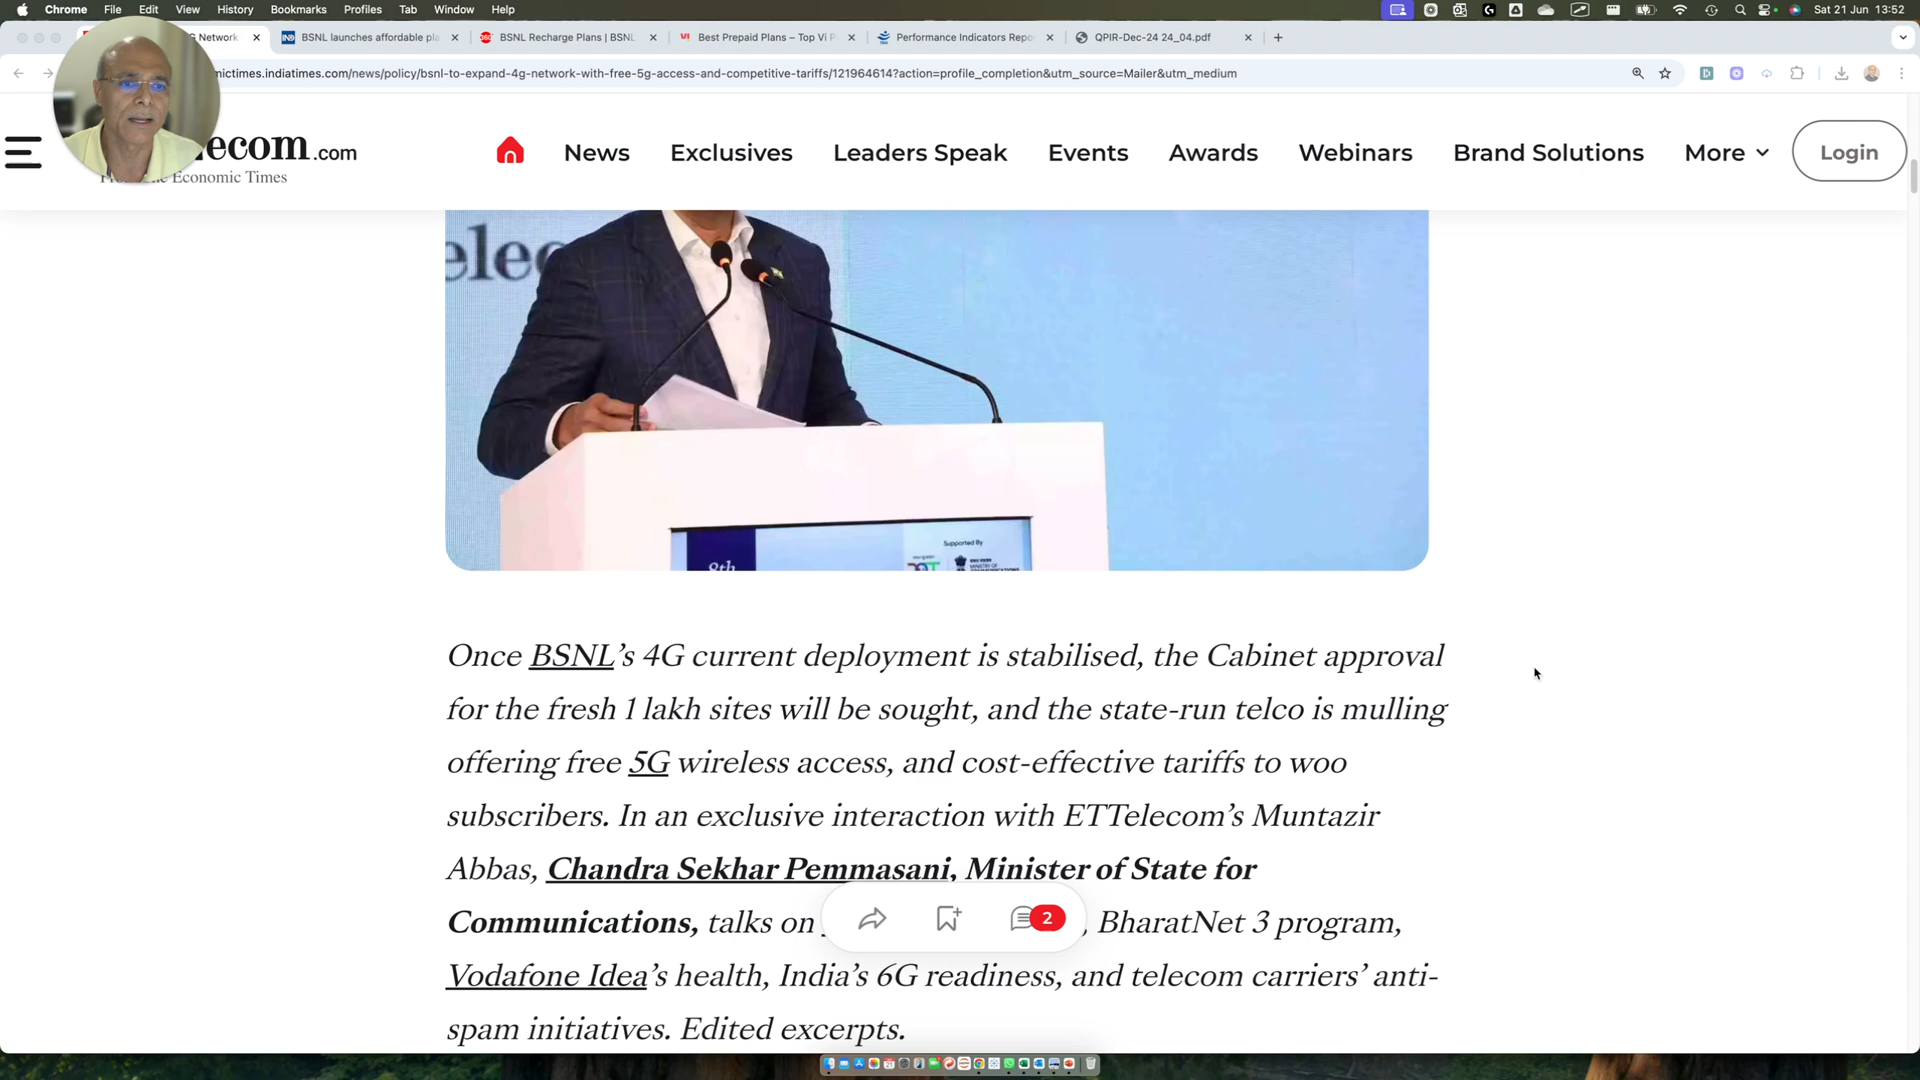 Chrome File Edit View History Bookmarks Profiles Tab Window Help Sat 21 Jun 13:52
Network BSNL launches affordable pla BSNL Recharge Plans | BSNL Best Prepaid Plans – Top Vi P Performance Indicators Repo QPIR-Dec-24 24_04.pdf
mictimes.indiatimes.com/news/policy/bsnl-to-expand-4g-network-with-free-5g-access-and-competitive-tariffs/121964614?action=profile_completion&utm_source=Mailer&utm_medium
lecom.com
Economic Times
News Exclusives Leaders Speak Events Awards Webinars Brand Solutions More Login
elec
Supported By
8th
Once BSNL's 4G current deployment is stabilised, the Cabinet approval
for the fresh 1 lakh sites will be sought, and the state-run telco is mulling
offering free 5G wireless access, and cost-effective tariffs to woo
subscribers. In an exclusive interaction with ETTelecom's Muntazir
Abbas, Chandra Sekhar Pemmasani, Minister of State for
Communications, talks on , BharatNet 3 program,
2
Vodafone Idea's health, India's 6G readiness, and telecom carriers' anti-
spam initiatives. Edited excerpts.